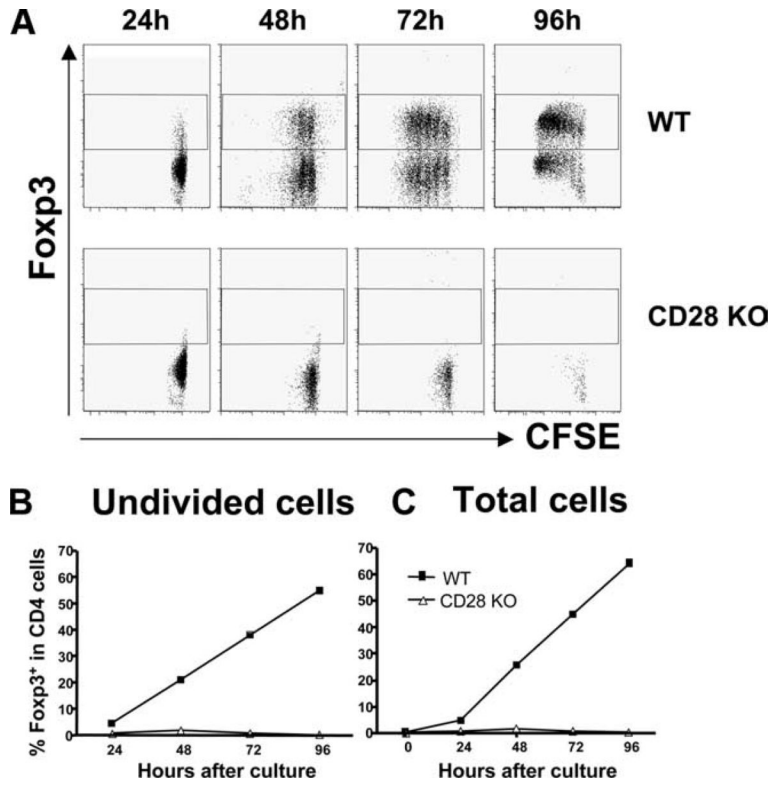 A
24h 48h 72h 96h
WT
CD28 KO
Foxp3
CFSE
B Undivided cells
C Total cells
% Foxp3⁺ in CD4 cells
70
60
50
40
30
20
10
0
24 48 72 96
Hours after culture
70
60
50
40
30
20
10
0
WT
CD28 KO
0 24 48 72 96
Hours after culture